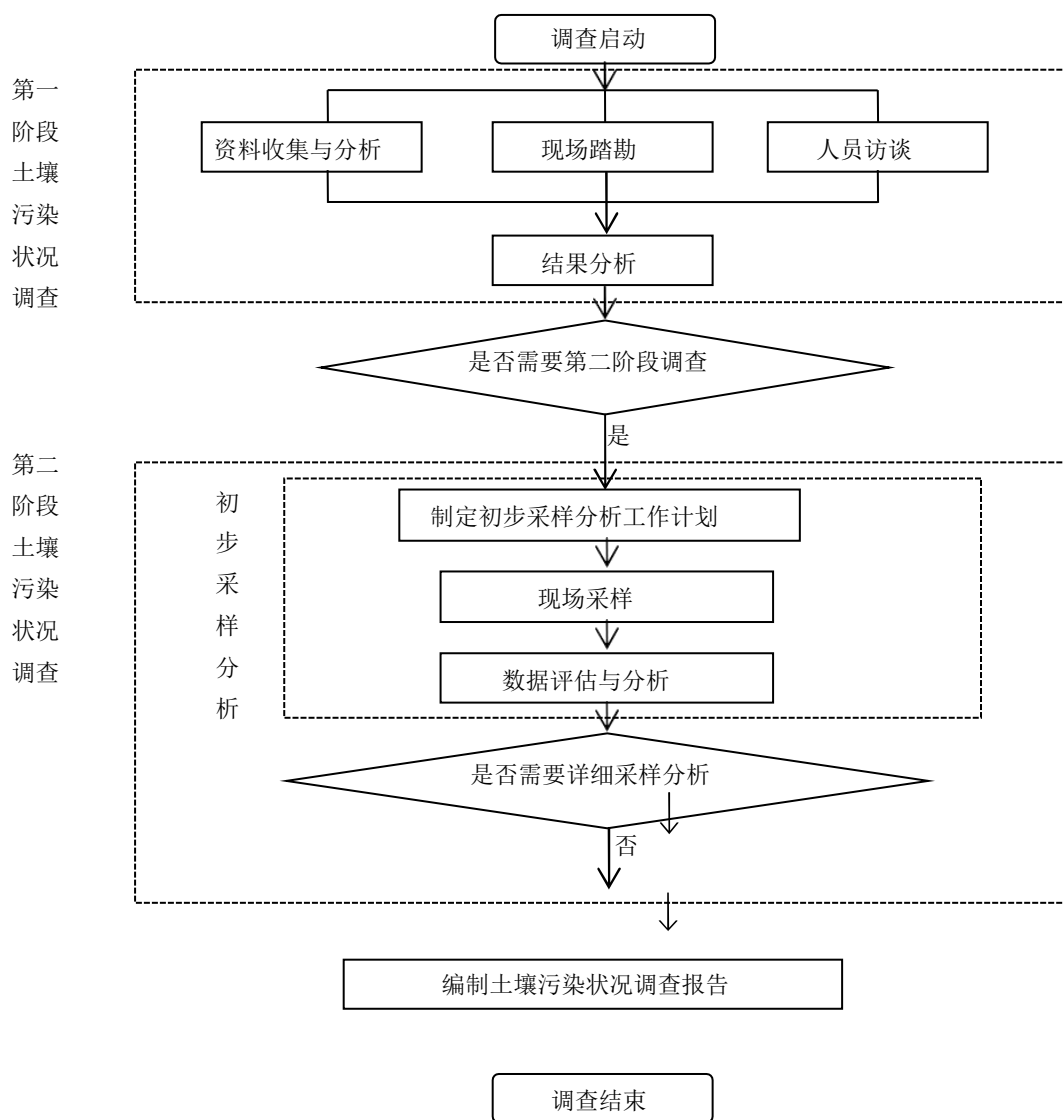 调查启动
第一
阶段
土壤
污染
状况
调查
资料收集与分析
现场踏勘
人员访谈
结果分析
是否需要第二阶段调查
是
第二
阶段
土壤
污染
状况
调查
初
步
采
样
分
析
制定初步采样分析工作计划
现场采样
数据评估与分析
是否需要详细采样分析
否
编制土壤污染状况调查报告
调查结束